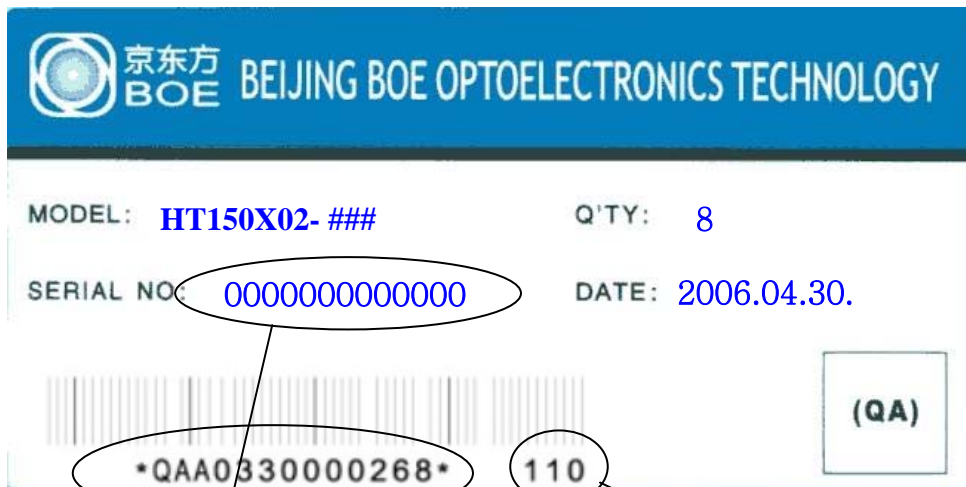 京东方
BOE BEIJING BOE OPTOELECTRONICS TECHNOLOGY
MODEL: HT150X02- ### Q'TY: 8
SERIAL NO: 0000000000000 DATE: 2006.04.30.
(QA)
*QAA0330000268* 110